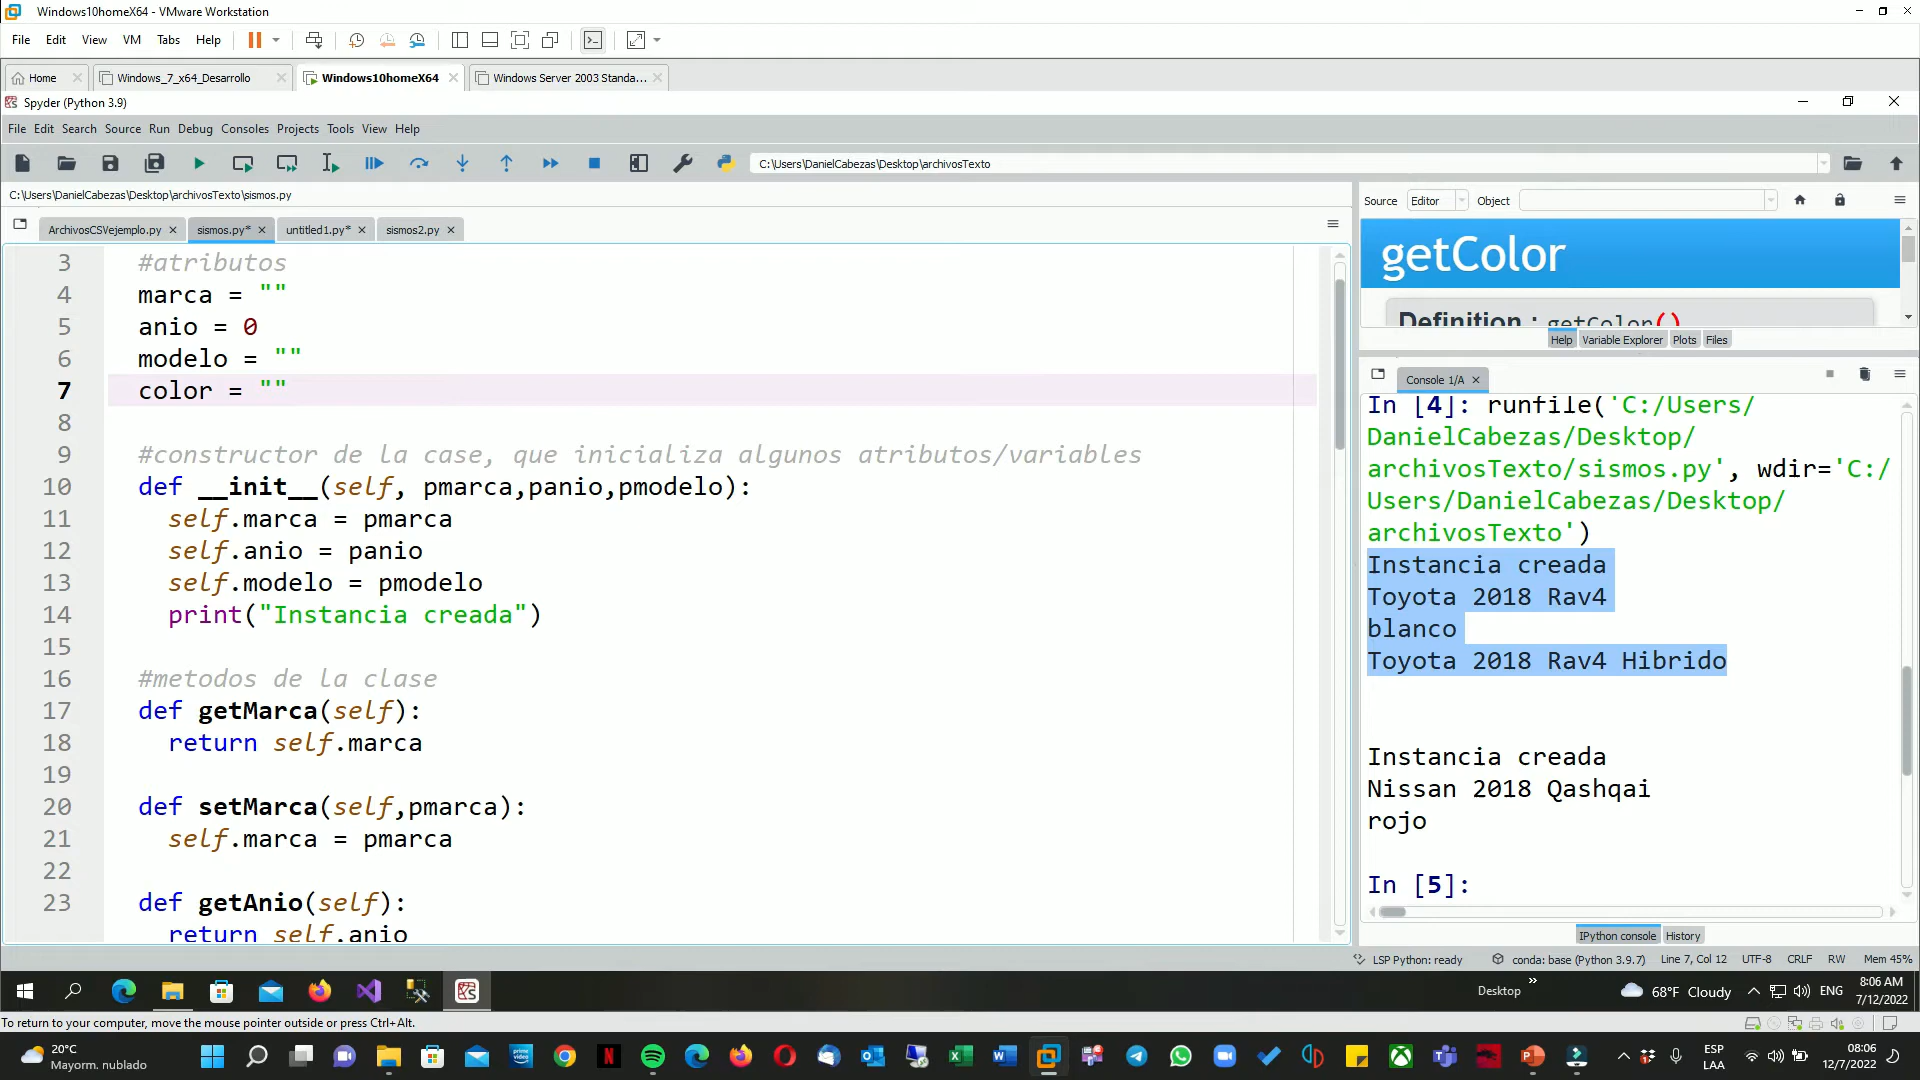 Windows10homeX64 - VMware Workstation
File Edit View VM Tabs Help
Home Windows_7_x64_Desarrollo Windows10homeX64 Windows Server 2003 Standa...
Spyder (Python 3.9)
File Edit Search Source Run Debug Consoles Projects Tools View Help
C:\Users\DanielCabezas\Desktop\archivosTexto
C:\Users\DanielCabezas\Desktop\archivosTexto\sismos.py
ArchivosCSVejemplo.py sismos.py* untitled1.py* sismos2.py
3 #atributos
4 marca = ""
5 anio = 0
6 modelo = ""
7 color = ""
8
9 #constructor de la case, que inicializa algunos atributos/variables
10 def __init__(self, pmarca,panio,pmodelo):
11 self.marca = pmarca
12 self.anio = panio
13 self.modelo = pmodelo
14 print("Instancia creada")
15
16 #metodos de la clase
17 def getMarca(self):
18 return self.marca
19
20 def setMarca(self,pmarca):
21 self.marca = pmarca
22
23 def getAnio(self):
return self.anio
Source Editor Object
getColor
Definition : getColor()
Help Variable Explorer Plots Files
Console 1/A
In [4]: runfile('C:/Users/
DanielCabezas/Desktop/
archivosTexto/sismos.py', wdir='C:/
Users/DanielCabezas/Desktop/
archivosTexto')
Instancia creada
Toyota 2018 Rav4
blanco
Toyota 2018 Rav4 Hibrido
Instancia creada
Nissan 2018 Qashqai
rojo
In [5]:
IPython console History
LSP Python: ready conda: base (Python 3.9.7) Line 7, Col 12 UTF-8 CRLF RW Mem 45%
Desktop » 68°F Cloudy ENG 8:06 AM
7/12/2022
To return to your computer, move the mouse pointer outside or press Ctrl+Alt.
20°C
Mayorm. nublado
ESP
LAA
08:06
12/7/2022